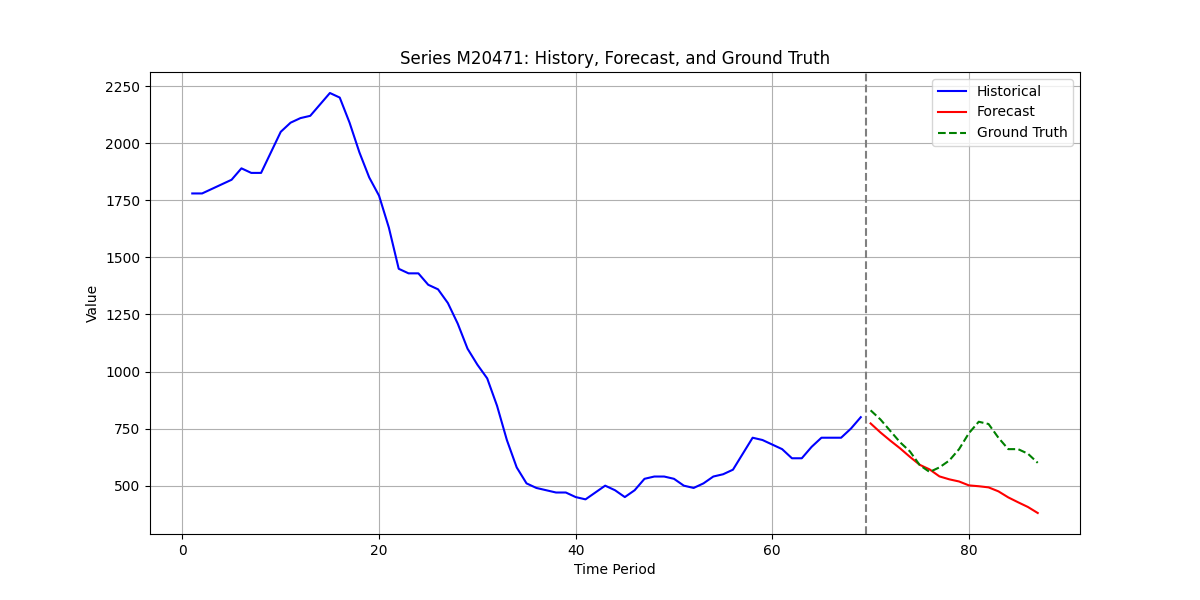 Series M20471: History, Forecast, and Ground Truth
Historical
Forecast
Ground Truth
2250
2000
1750
1500
1250
1000
750
500
Value
0 20 40 60 80
Time Period